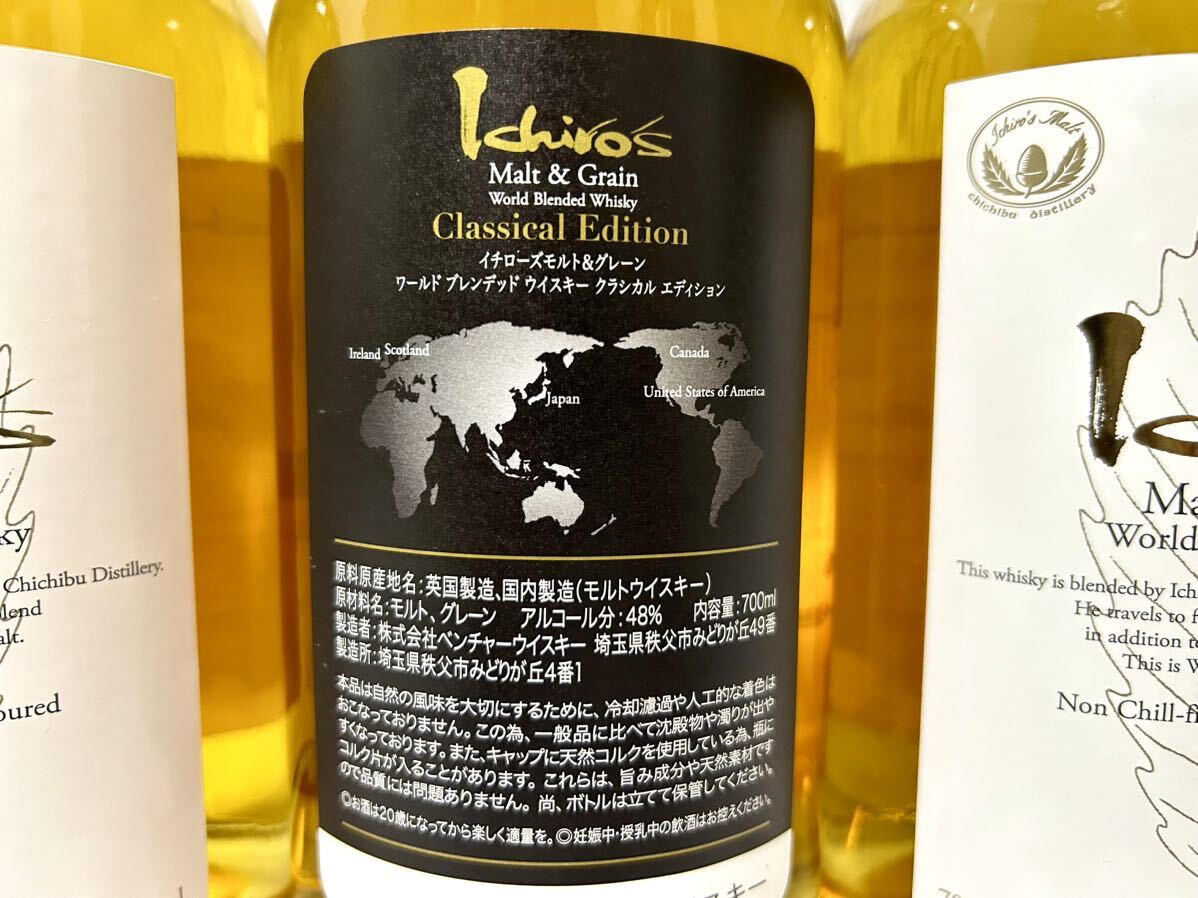 Ichiro's
Malt & Grain
World Blended Whisky
Classical Edition
イチローズモルト&グレーン
ワールド ブレンデッド ウイスキー クラシカル エディション
Ireland Scotland
Canada
Japan
United States of America
原料原産地名:英国製造、国内製造(モルトウイスキー)
原材料名:モルト、グレーン アルコール分:48% 内容量:700ml
製造者:株式会社ベンチャーウイスキー 埼玉県秩父市みどりが丘49番
製造所:埼玉県秩父市みどりが丘4番1
本品は自然の風味を大切にするために、冷却濾過や人工的な着色は
おこなっておりません。この為、一般品に比べて沈殿物や濁りが出や
すくなっております。また、キャップに天然コルクを使用している為、瓶に
コルク片が入ることがあります。これらは、旨み成分や天然素材です
ので品質には問題ありません。尚、ボトルは立てて保管してください。
◎お酒は20歳になってから楽しく適量を。◎妊娠中・授乳中の飲酒はお控えください。
スキー
Chichibu Distillery.
Ichiro's Malt
chichibu distillery
World
This whisky is blended by
He travels to
in addition
This is
Non